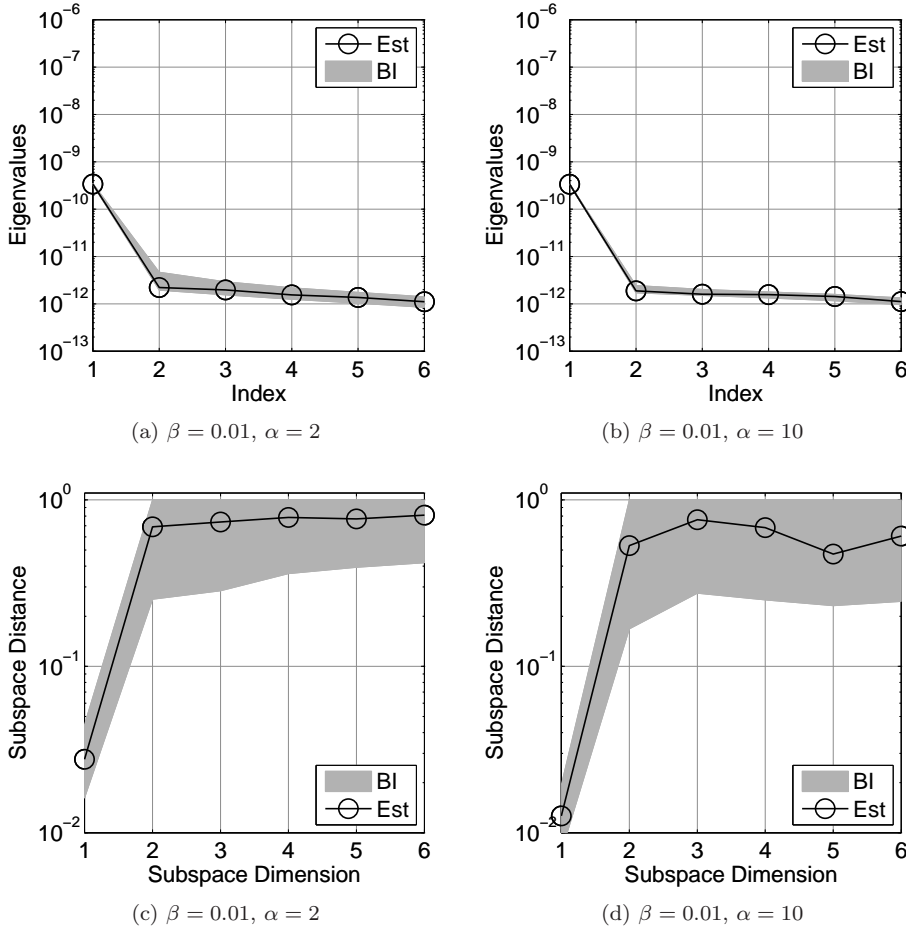 10^{-6}
10^{-7}
10^{-8}
10^{-9}
10^{-10}
10^{-11}
10^{-12}
10^{-13}
Eigenvalues
Est
BI
1 2 3 4 5 6
Index
(a) β = 0.01, α = 2
10^{-6}
10^{-7}
10^{-8}
10^{-9}
10^{-10}
10^{-11}
10^{-12}
10^{-13}
Eigenvalues
Est
BI
1 2 3 4 5 6
Index
(b) β = 0.01, α = 10
10^{0}
10^{-1}
10^{-2}
Subspace Distance
BI
Est
1 2 3 4 5 6
Subspace Dimension
(c) β = 0.01, α = 2
10^{0}
10^{-1}
10^{-2}
Subspace Distance
BI
Est
1 2 3 4 5 6
Subspace Dimension
(d) β = 0.01, α = 10